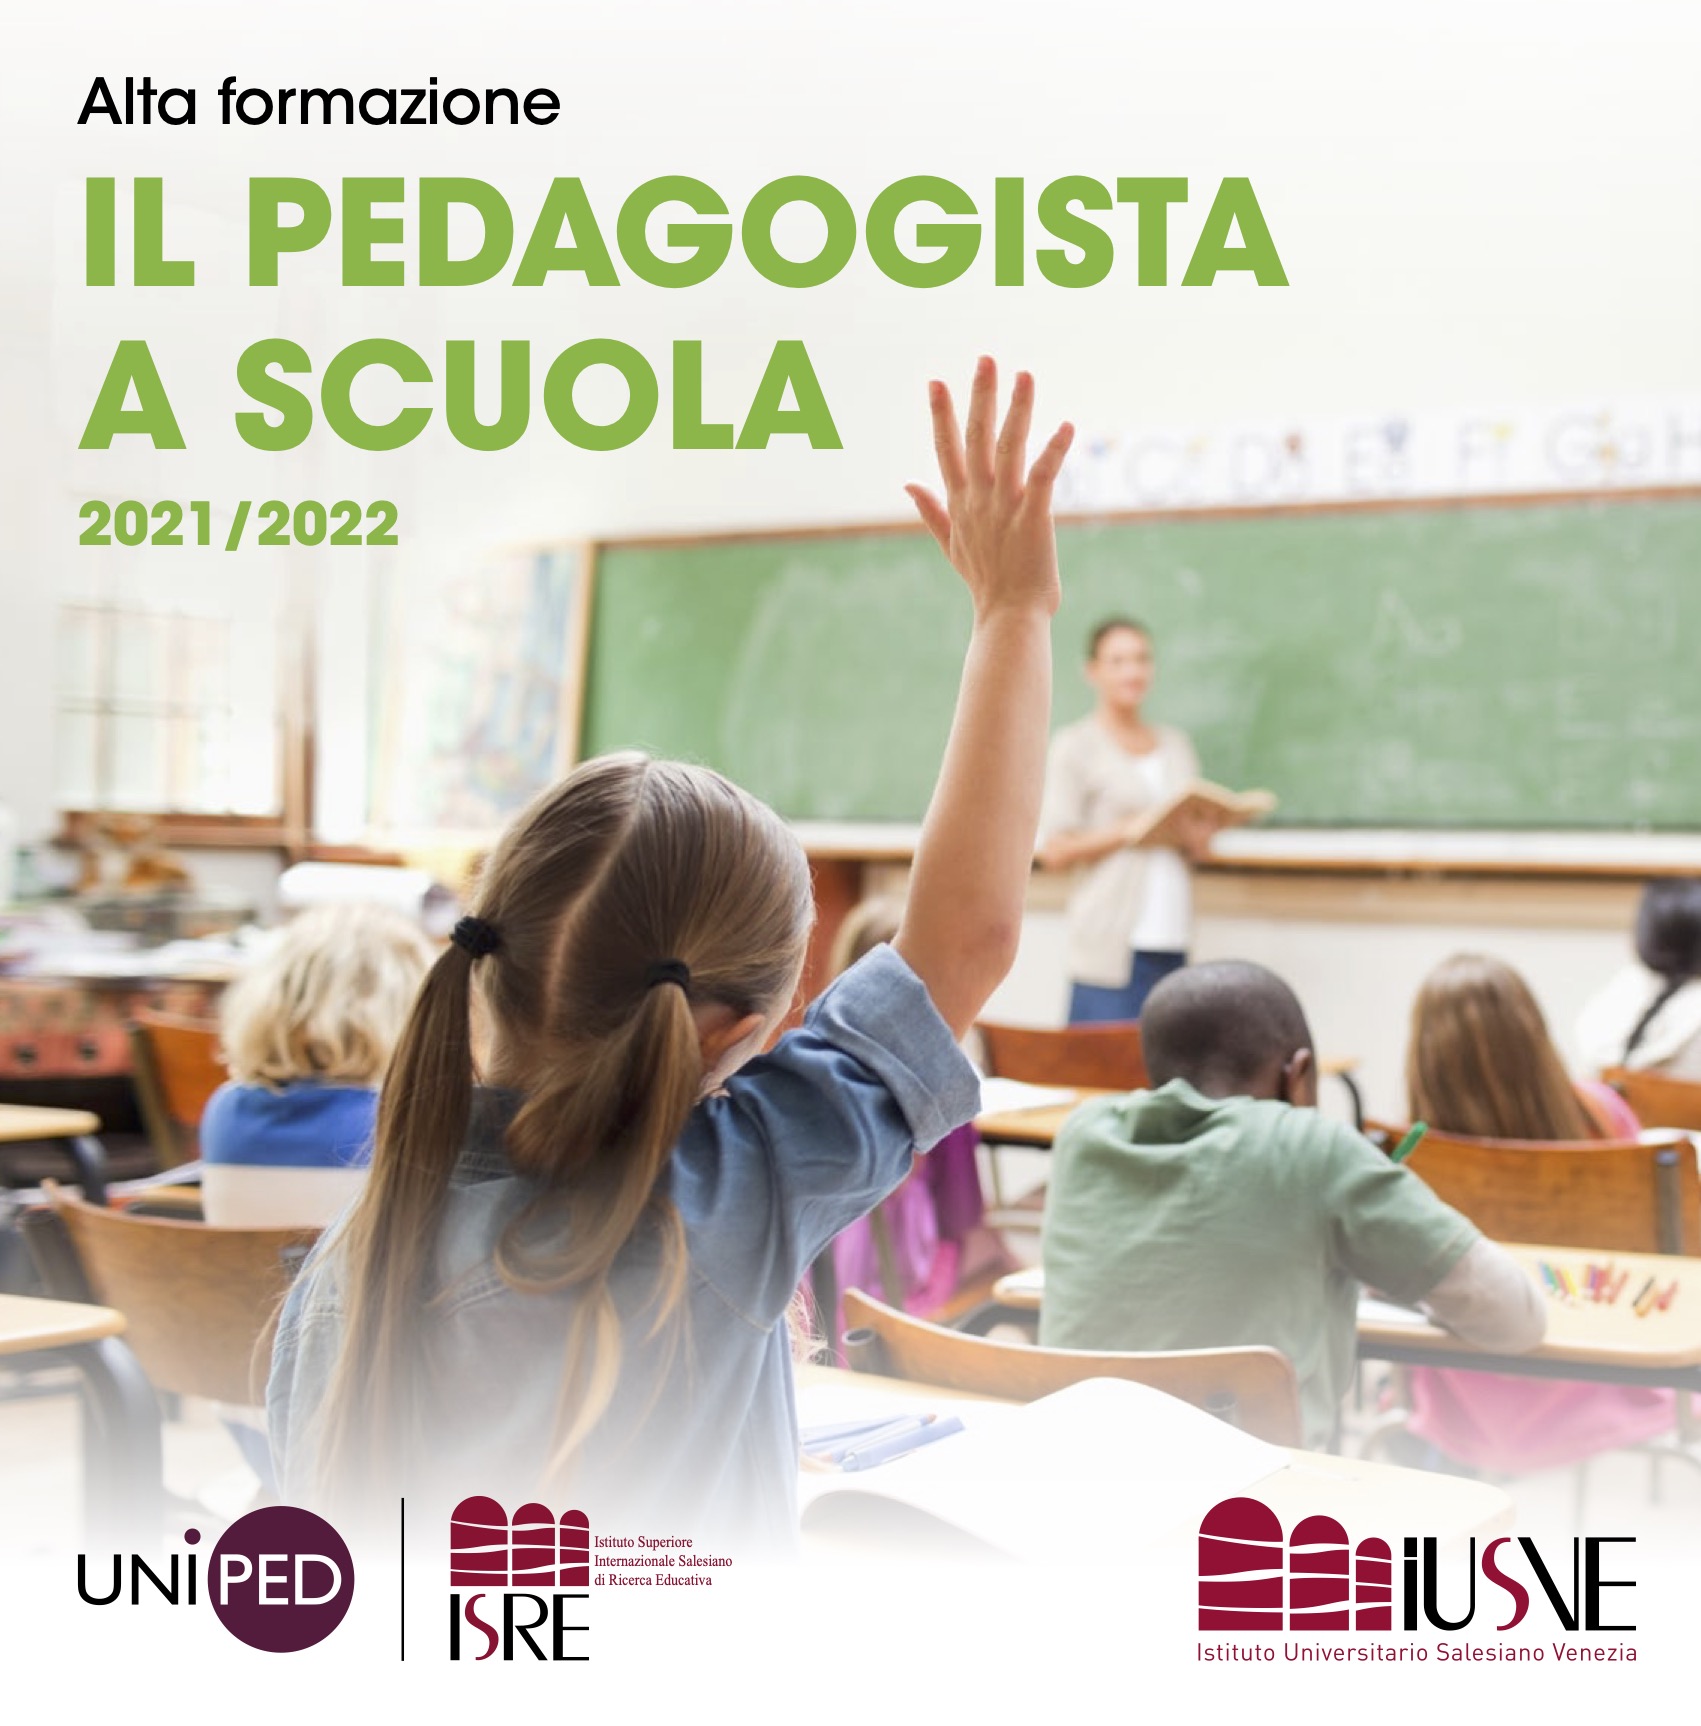 Alta formazione
IL PEDAGOGISTA
A SCUOLA
2021/2022
UNIPED
Istituto Superiore
Internazionale Salesiano
di Ricerca Educativa
ISRE
IUSVE
Istituto Universitario Salesiano Venezia